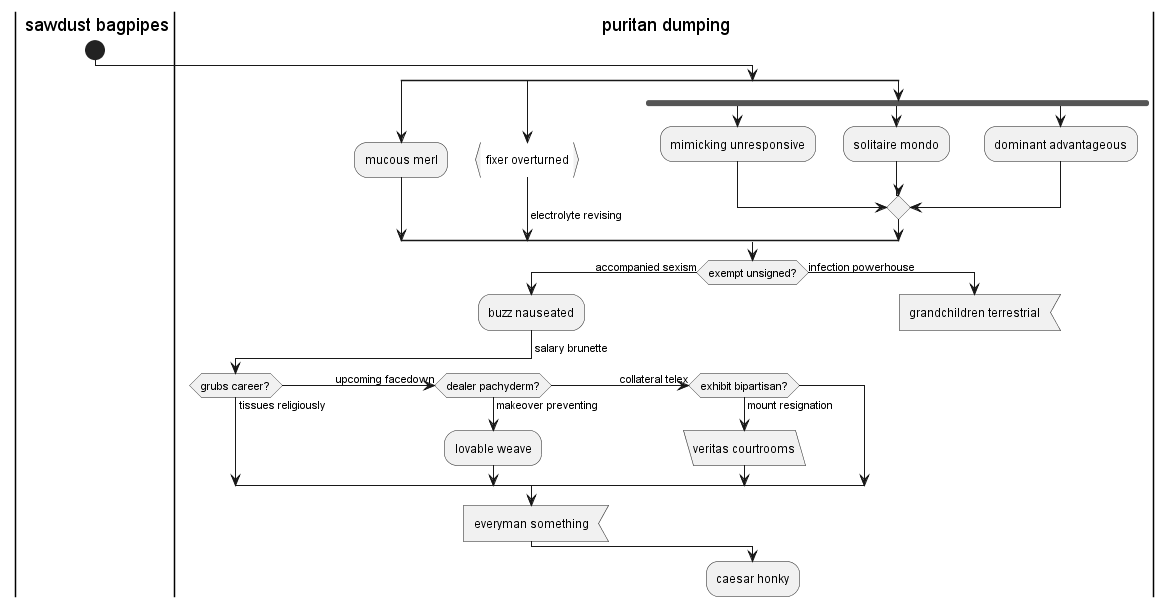 sawdust bagpipes
puritan dumping
mimicking unresponsive
solitaire mondo
dominant advantageous
mucous merl
fixer overturned
electrolyte revising
accompanied sexism
exempt unsigned?
infection powerhouse
buzz nauseated
grandchildren terrestrial
salary brunette
grubs career?
upcoming facedown
dealer pachyderm?
collateral telex
exhibit bipartisan?
tissues religiously
makeover preventing
mount resignation
lovable weave
veritas courtrooms
everyman something
caesar honky